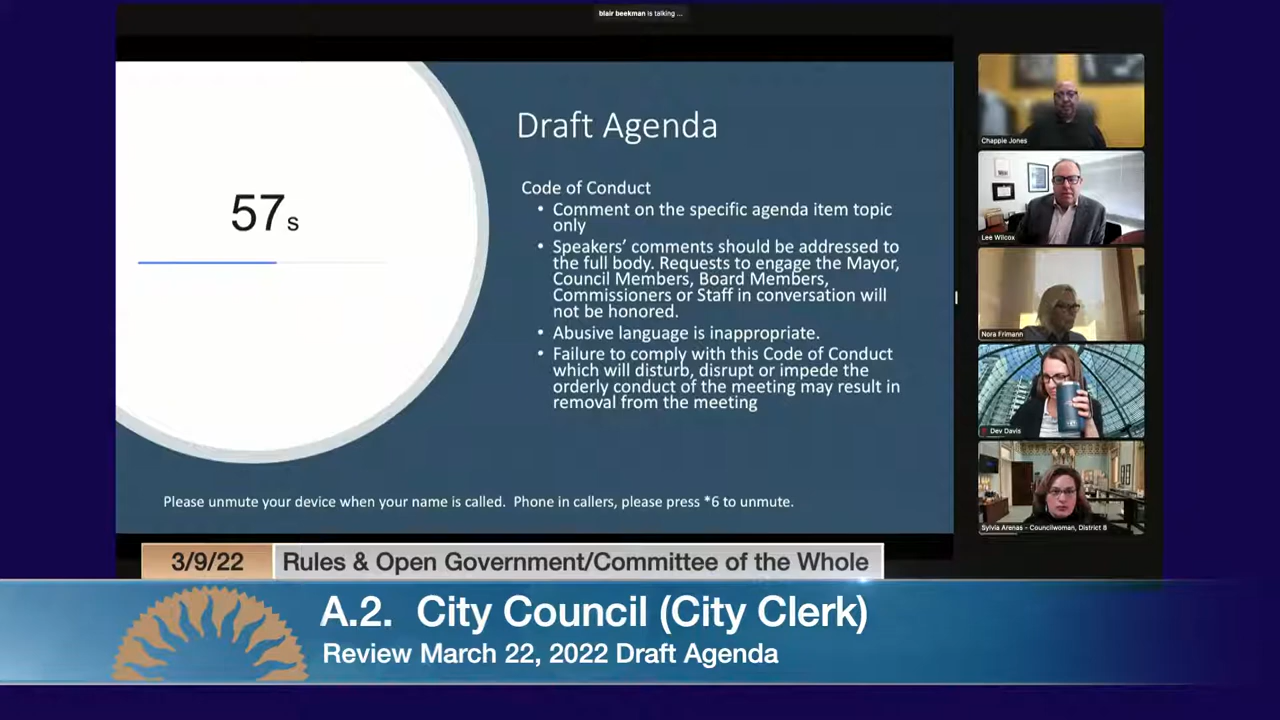 blair beekman is talking ...
57s
Draft Agenda
Code of Conduct
• Comment on the specific agenda item topic
only
• Speakers' comments should be addressed to
the full body. Requests to engage the Mayor,
Council Members, Board Members,
Commissioners or Staff in conversation will
not be honored.
• Abusive language is inappropriate.
• Failure to comply with this Code of Conduct
which will disturb, disrupt or impede the
orderly conduct of the meeting may result in
removal from the meeting
Please unmute your device when your name is called. Phone in callers, please press *6 to unmute.
Chappie Jones
Lee Wilcox
Nora Frimann
Dev Davis
Sylvia Arenas - Councilwoman, District 8
3/9/22 Rules & Open Government/Committee of the Whole
A.2. City Council (City Clerk)
Review March 22, 2022 Draft Agenda